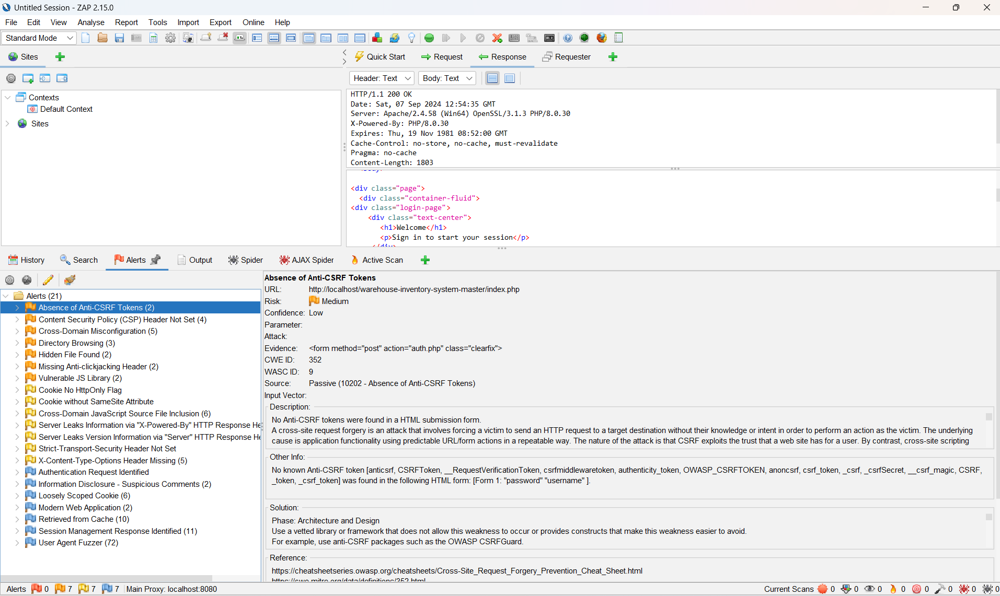 Untitled Session - ZAP 2.15.0
File Edit View Analyse Report Tools Import Export Online Help
Standard Mode
Sites
Quick Start Request Response Requester
Header: Text Body: Text
Contexts
Default Context
Sites
HTTP/1.1 200 OK
Date: Sat, 07 Sep 2024 12:54:35 GMT
Server: Apache/2.4.58 (Win64) OpenSSL/3.1.3 PHP/8.0.30
X-Powered-By: PHP/8.0.30
Expires: Thu, 19 Nov 1981 08:52:00 GMT
Cache-Control: no-store, no-cache, must-revalidate
Pragma: no-cache
Content-Length: 1803
<div class="page">
<div class="container-fluid">
<div class="login-page">
<div class="text-center">
<h1>Welcome</h1>
<p>Sign in to start your session</p>
</div>
History Search Alerts Output Spider AJAX Spider Active Scan
Alerts (21)
Absence of Anti-CSRF Tokens (2)
Content Security Policy (CSP) Header Not Set (4)
Cross-Domain Misconfiguration (5)
Directory Browsing (3)
Hidden File Found (2)
Missing Anti-clickjacking Header (2)
Vulnerable JS Library (2)
Cookie No HttpOnly Flag
Cookie without SameSite Attribute
Cross-Domain JavaScript Source File Inclusion (6)
Server Leaks Information via "X-Powered-By" HTTP Response He
Server Leaks Version Information via "Server" HTTP Response He
Strict-Transport-Security Header Not Set
X-Content-Type-Options Header Missing (5)
Authentication Request Identified
Information Disclosure - Suspicious Comments (2)
Loosely Scoped Cookie (6)
Modern Web Application (2)
Retrieved from Cache (10)
Session Management Response Identified (11)
User Agent Fuzzer (72)
Absence of Anti-CSRF Tokens
URL: http://localhost/warehouse-inventory-system-master/index.php
Risk: Medium
Confidence: Low
Parameter:
Attack:
Evidence: <form method="post" action="auth.php" class="clearfix">
CWE ID: 352
WASC ID: 9
Source: Passive (10202 - Absence of Anti-CSRF Tokens)
Input Vector:
Description:
No Anti-CSRF tokens were found in a HTML submission form.
A cross-site request forgery is an attack that involves forcing a victim to send an HTTP request to a target destination without their knowledge or intent in order to perform an action as the victim. The underlying
cause is application functionality using predictable URL/form actions in a repeatable way. The nature of the attack is that CSRF exploits the trust that a web site has for a user. By contrast, cross-site scripting
Other Info:
No known Anti-CSRF token [anticsrf, CSRFToken, __RequestVerificationToken, csrfmiddlewaretoken, authenticity_token, OWASP_CSRFTOKEN, anoncsrf, csrf_token, _csrf, _csrfSecret, __csrf_magic, CSRF,
_token, _csrf_token] was found in the following HTML form: [Form 1: "password" "username" ].
Solution:
Phase: Architecture and Design
Use a vetted library or framework that does not allow this weakness to occur or provides constructs that make this weakness easier to avoid.
For example, use anti-CSRF packages such as the OWASP CSRFGuard.
Reference:
https://cheatsheetseries.owasp.org/cheatsheets/Cross-Site_Request_Forgery_Prevention_Cheat_Sheet.html
https://cwe.mitre.org/data/definitions/352.html
Alerts 0 7 7 7 Main Proxy: localhost:8080
Current Scans 0 0 0 0 0 0 0 0